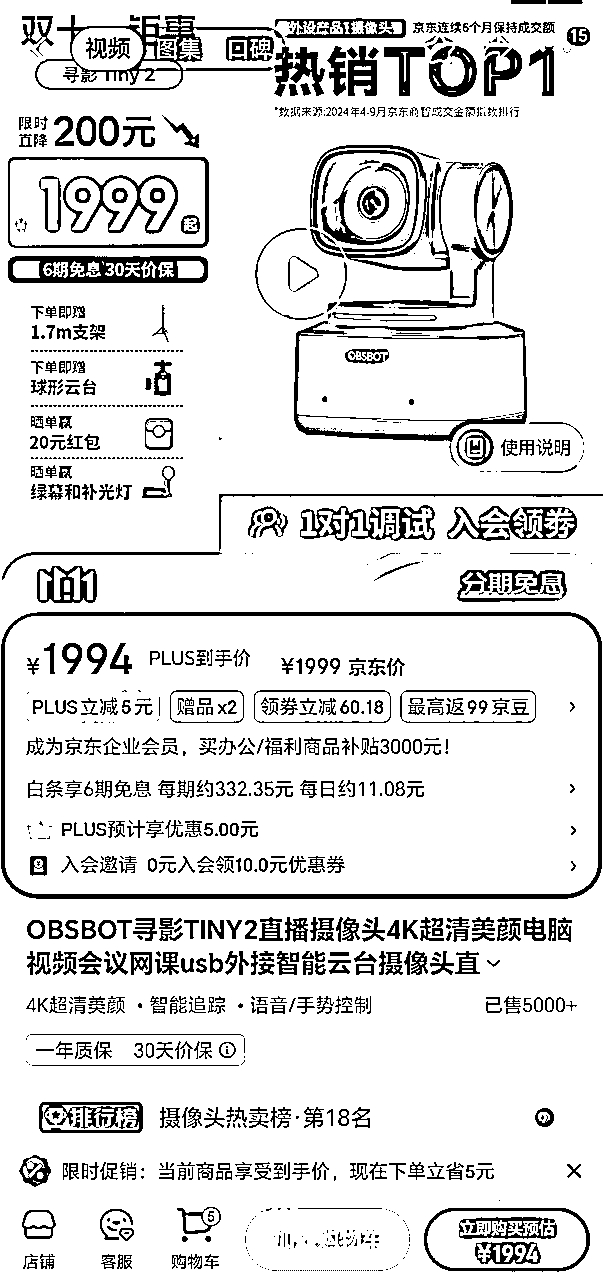 双十一 钜惠
视频 图集 口碑
寻影 Tiny 2
外设产品1摄像头
京东连续6个月保持成交额
15
热销TOP1
*数据来源:2024年4-9月京东商智成交金额指数排行
限时
直降 200元
1999
起
6期免息 30天价保
下单即赠
1.7m支架
下单即赠
球形云台
晒单赢
20元红包
晒单赢
绿幕和补光灯
OBSBOT
使用说明
1对1调试 入会领券
分期免息
¥1994 PLUS到手价 ¥1999 京东价
PLUS立减5元 赠品x2 领券立减60.18 最高返99京豆
成为京东企业会员，买办公/福利商品补贴3000元！
白条享6期免息 每期约332.35元 每日约11.08元
PLUS预计享优惠5.00元
入会邀请 0元入会领10.0元优惠券
OBSBOT寻影TINY2直播摄像头4K超清美颜电脑
视频会议网课usb外接智能云台摄像头直
4K超清美颜 · 智能追踪 · 语音/手势控制 已售5000+
一年质保 30天价保
排行榜 摄像头热卖榜·第18名
限时促销：当前商品享受到手价，现在下单立省5元
5
店铺 客服 购物车
立即购买预估
¥1994